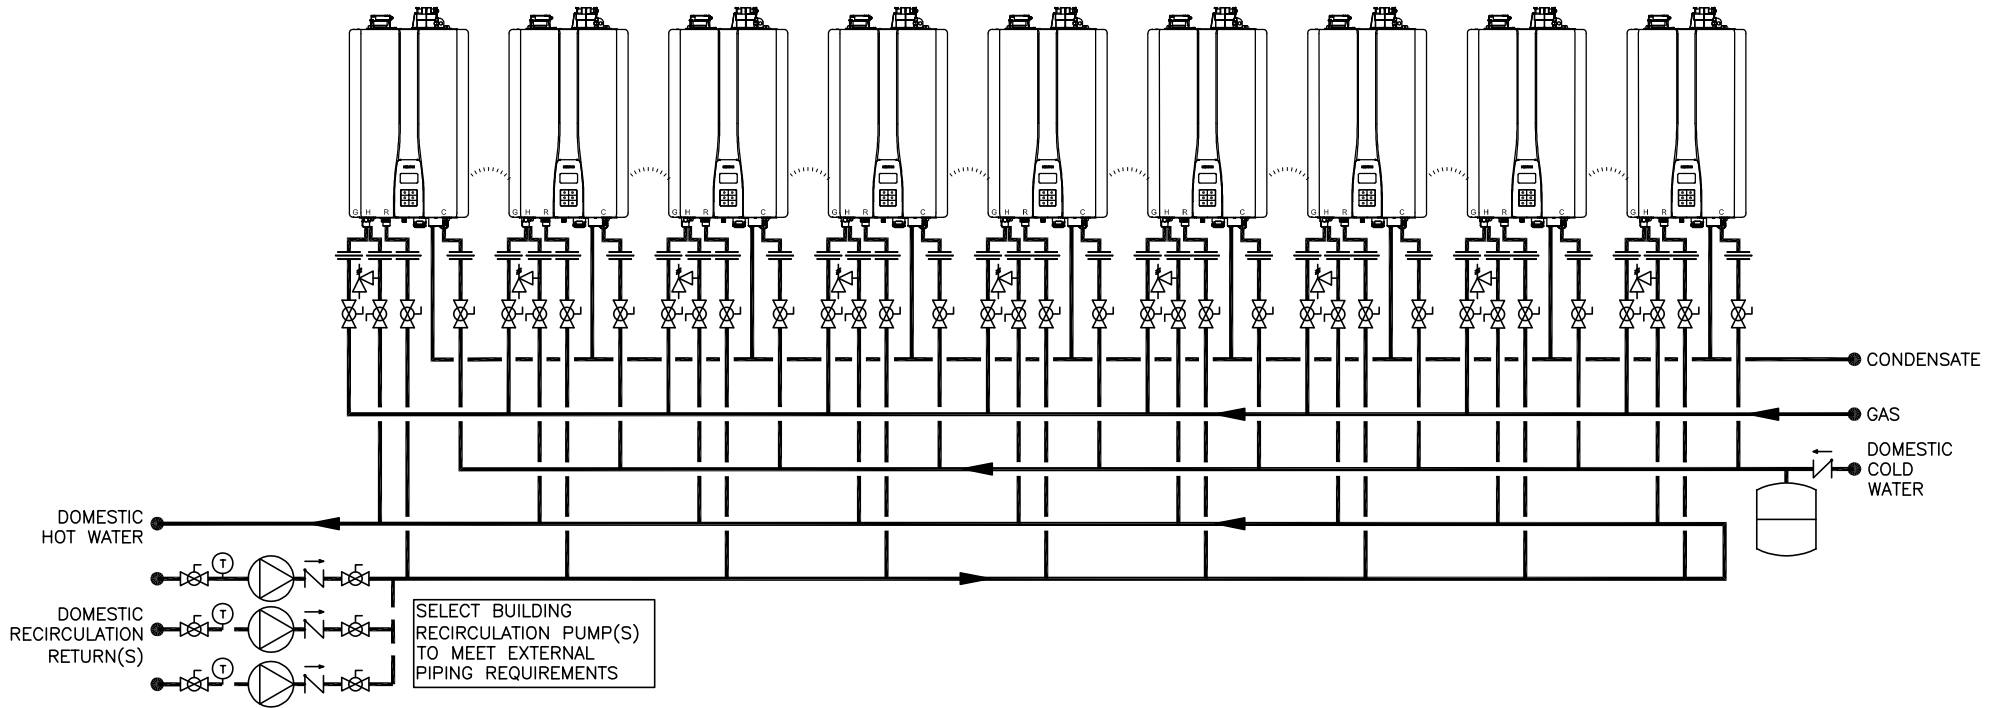 G H R C G H R C G H R C G H R C G H R C G H R C G H R C G H R C G H R C
CONDENSATE
GAS
DOMESTIC
COLD
WATER
DOMESTIC
HOT WATER
T
T
T
DOMESTIC
RECIRCULATION
RETURN(S)
SELECT BUILDING
RECIRCULATION PUMP(S)
TO MEET EXTERNAL
PIPING REQUIREMENTS